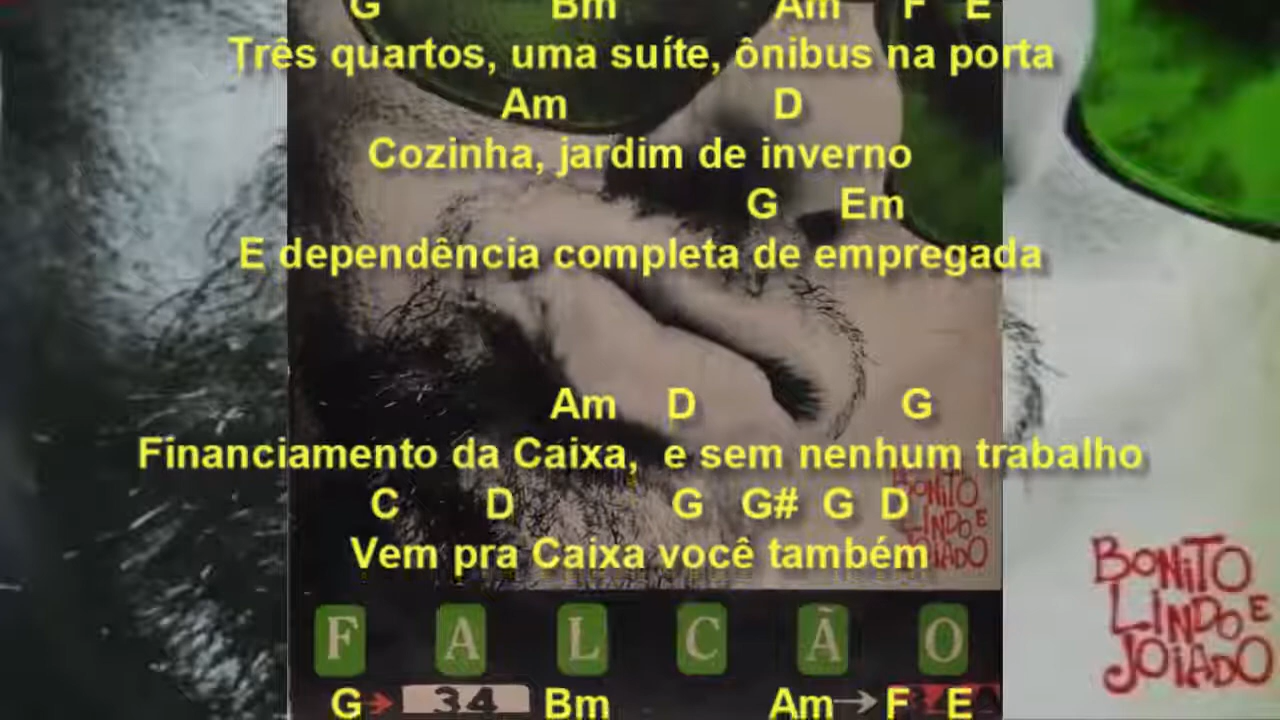 G Bm Am F E
Três quartos, uma suíte, ônibus na porta
Am D
Cozinha, jardim de inverno
G Em
E dependência completa de empregada
Am D G
Financiamento da Caixa, e sem nenhum trabalho
C D G G# G D
Vem pra Caixa você também
BONiTO
LiNDO E
JOiADO
BONiTO
LiNDO E
JOiADO
FALCÃO
34
G Bm Am F E